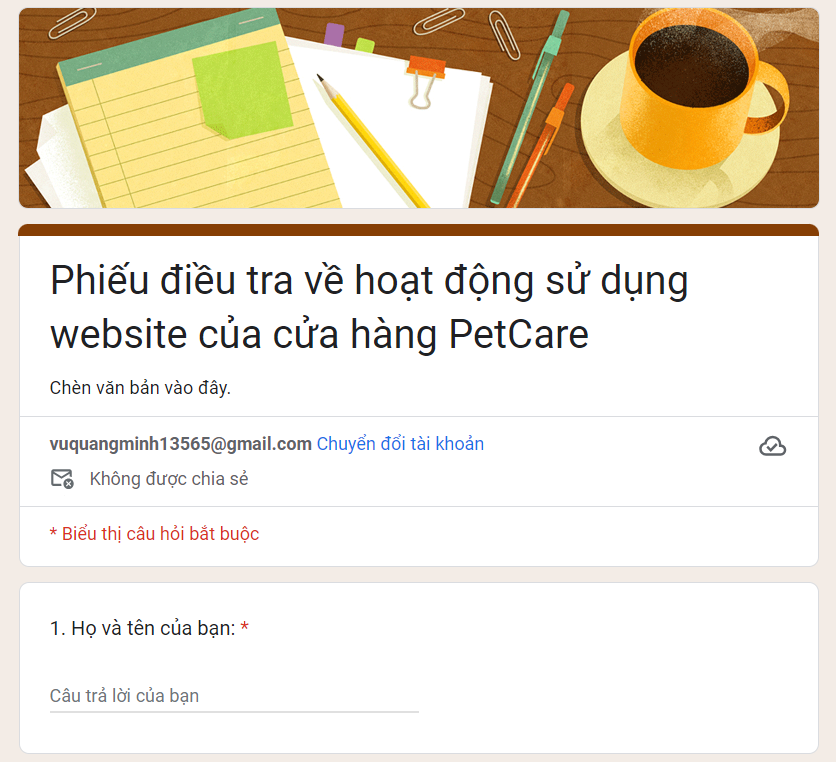 Phiếu điều tra về hoạt động sử dụng
website của cửa hàng PetCare
Chèn văn bản vào đây.
vuquangminh13565@gmail.com Chuyển đổi tài khoản
Không được chia sẻ
* Biểu thị câu hỏi bắt buộc
1. Họ và tên của bạn: *
Câu trả lời của bạn